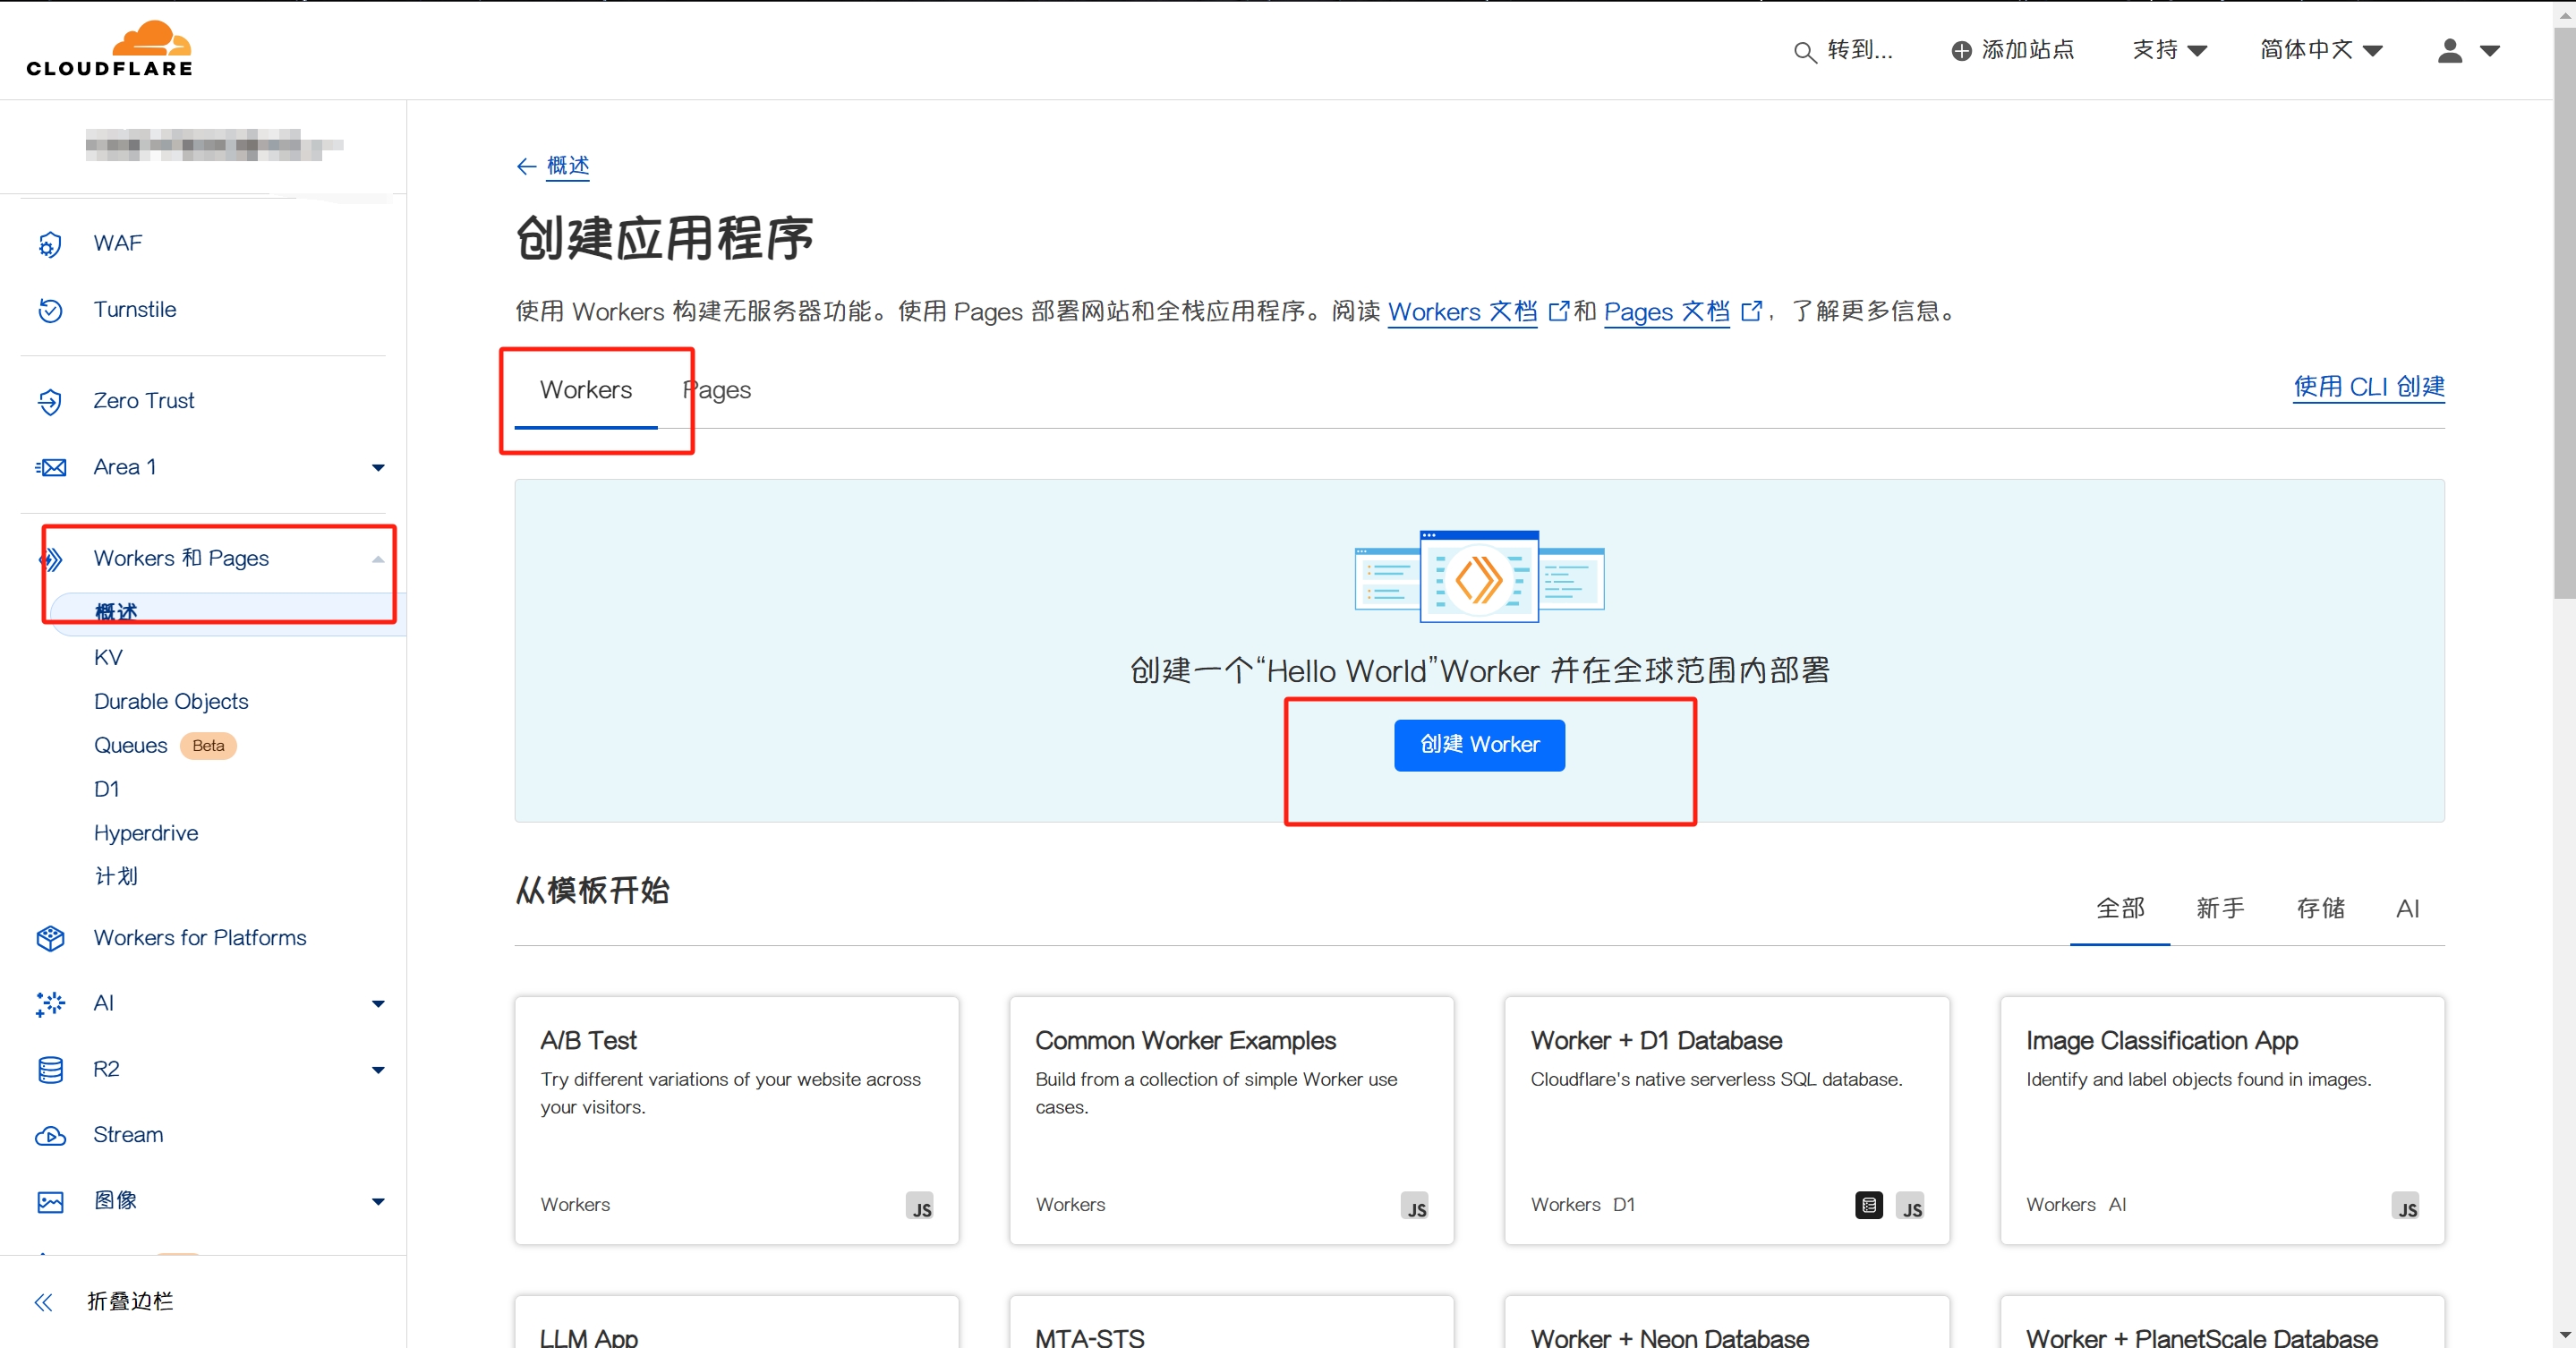 CLOUDFLARE
转到...
添加站点
支持
简体中文
WAF
Turnstile
Zero Trust
Area 1
Workers 和 Pages
概述
KV
Durable Objects
Queues Beta
D1
Hyperdrive
计划
Workers for Platforms
AI
R2
Stream
图像
折叠边栏
概述
创建应用程序
使用 Workers 构建无服务器功能。使用 Pages 部署网站和全栈应用程序。阅读 Workers 文档 和 Pages 文档，了解更多信息。
Workers Pages
使用 CLI 创建
创建一个“Hello World”Worker 并在全球范围内部署
创建 Worker
从模板开始
全部 新手 存储 AI
A/B Test
Try different variations of your website across
your visitors.
Workers
JS
Common Worker Examples
Build from a collection of simple Worker use
cases.
Workers
JS
Worker + D1 Database
Cloudflare's native serverless SQL database.
Workers D1
JS
Image Classification App
Identify and label objects found in images.
Workers AI
JS
LLM App
MTA-STS
Worker + Neon Database
Worker + PlanetScale Database